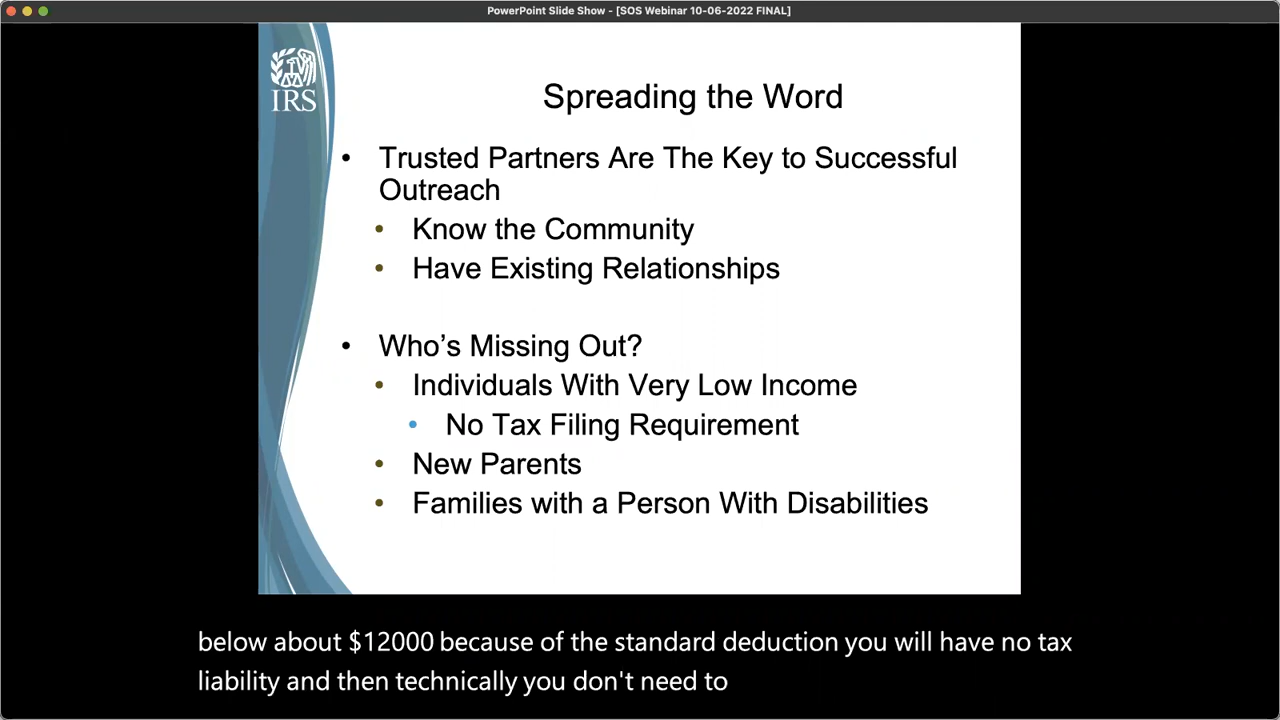 PowerPoint Slide Show - [SOS Webinar 10-06-2022 FINAL]
IRS
Spreading the Word
• Trusted Partners Are The Key to Successful
Outreach
• Know the Community
• Have Existing Relationships
• Who's Missing Out?
• Individuals With Very Low Income
• No Tax Filing Requirement
• New Parents
• Families with a Person With Disabilities
below about $12000 because of the standard deduction you will have no tax
liability and then technically you don't need to